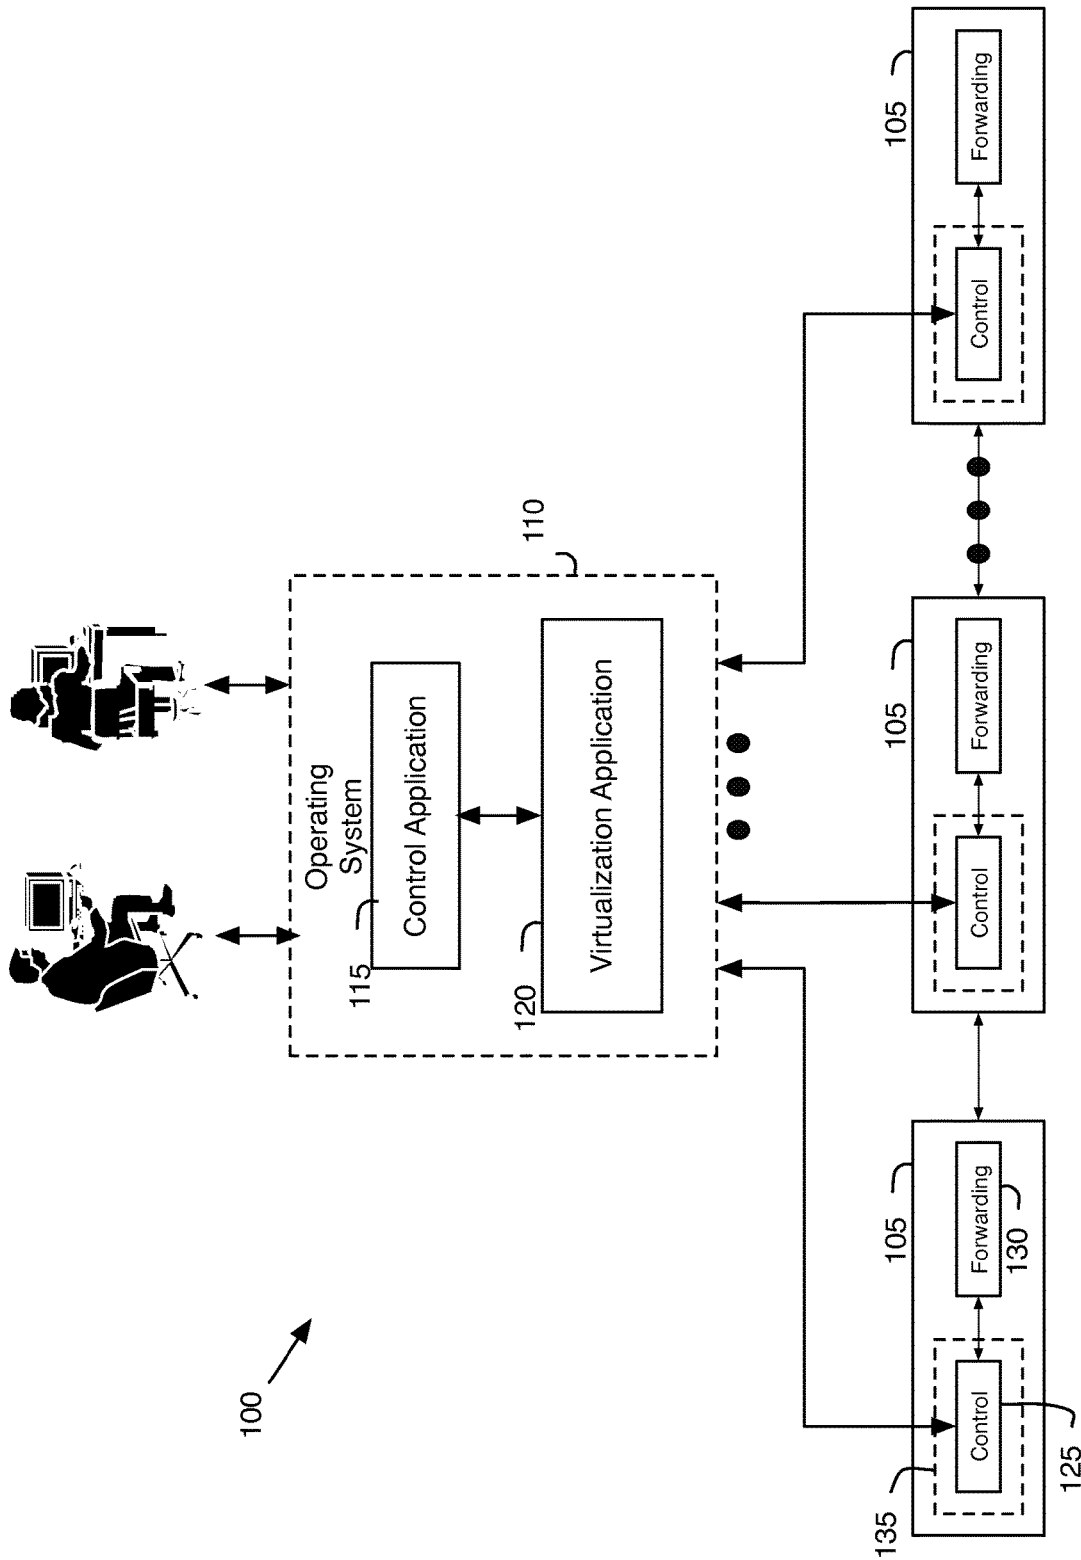 100
Operating
System
115
Control Application
110
120
Virtualization Application
135
105
105
105
Control
Forwarding
Control
Forwarding
Control
Forwarding
130
125